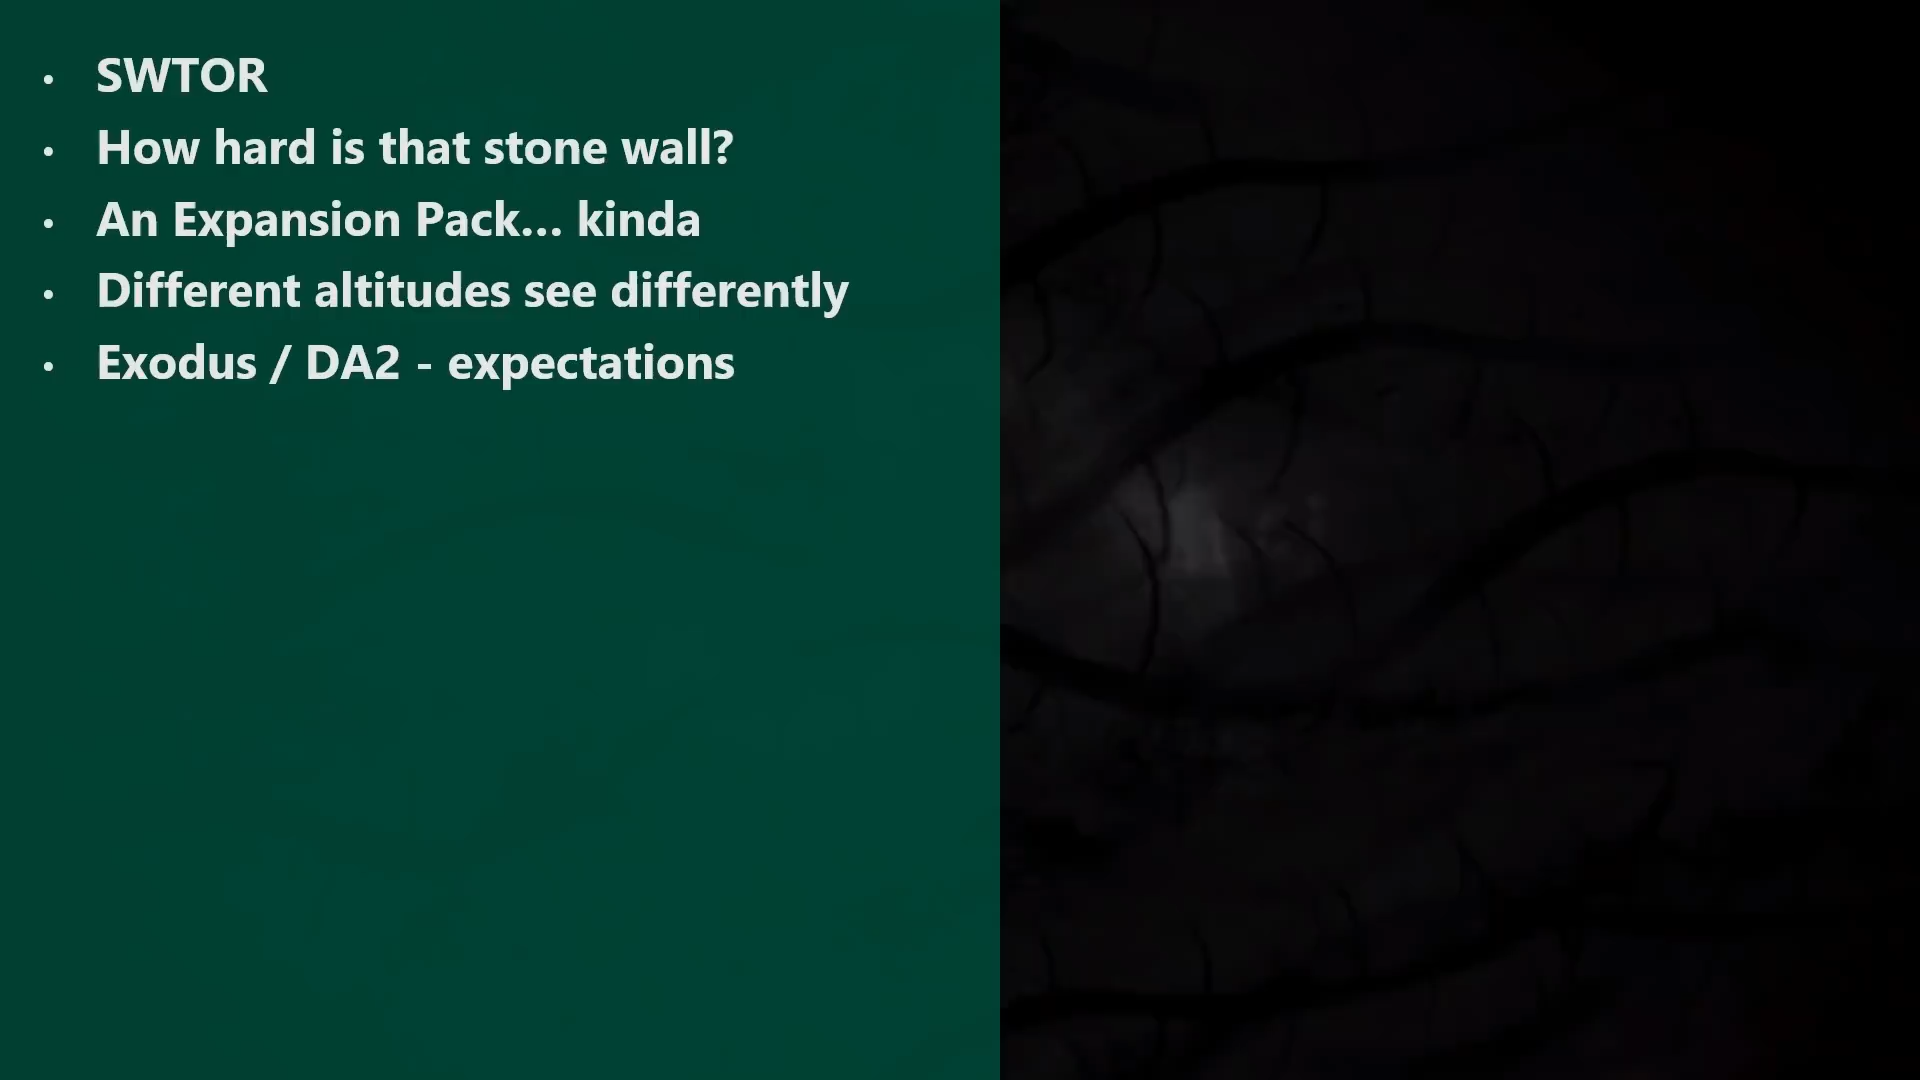 • SWTOR
• How hard is that stone wall?
• An Expansion Pack... kinda
• Different altitudes see differently
• Exodus / DA2 - expectations